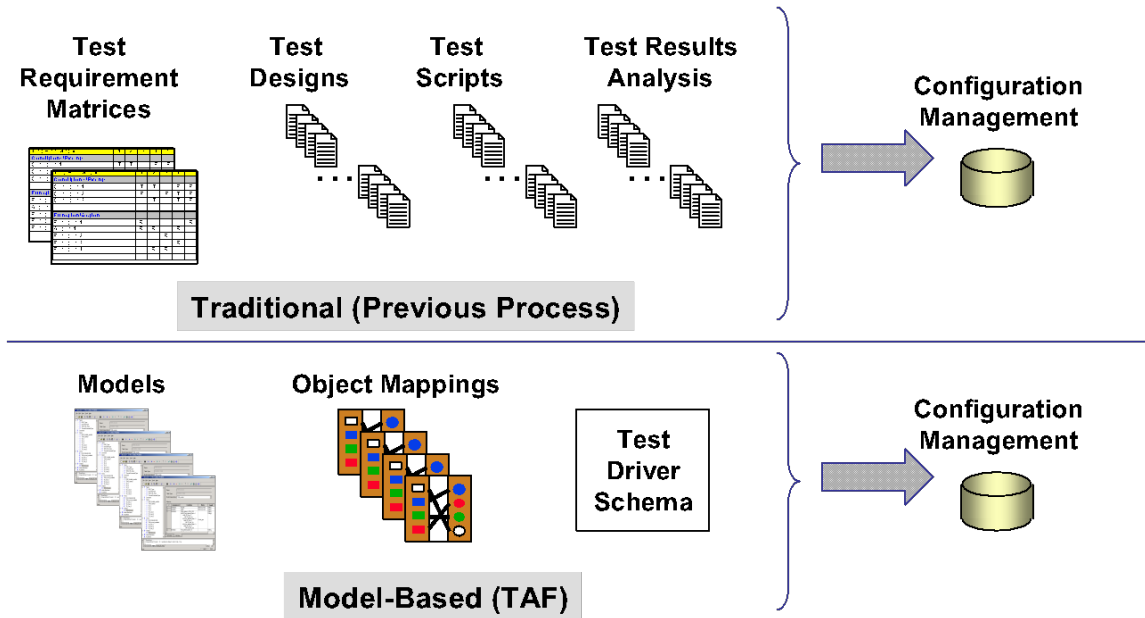 Test
Requirement
Matrices
Test
Designs
Test
Scripts
Test Results
Analysis
Configuration
Management
...
...
...
Traditional (Previous Process)
Models
Object Mappings
Test
Driver
Schema
Configuration
Management
Model-Based (TAF)